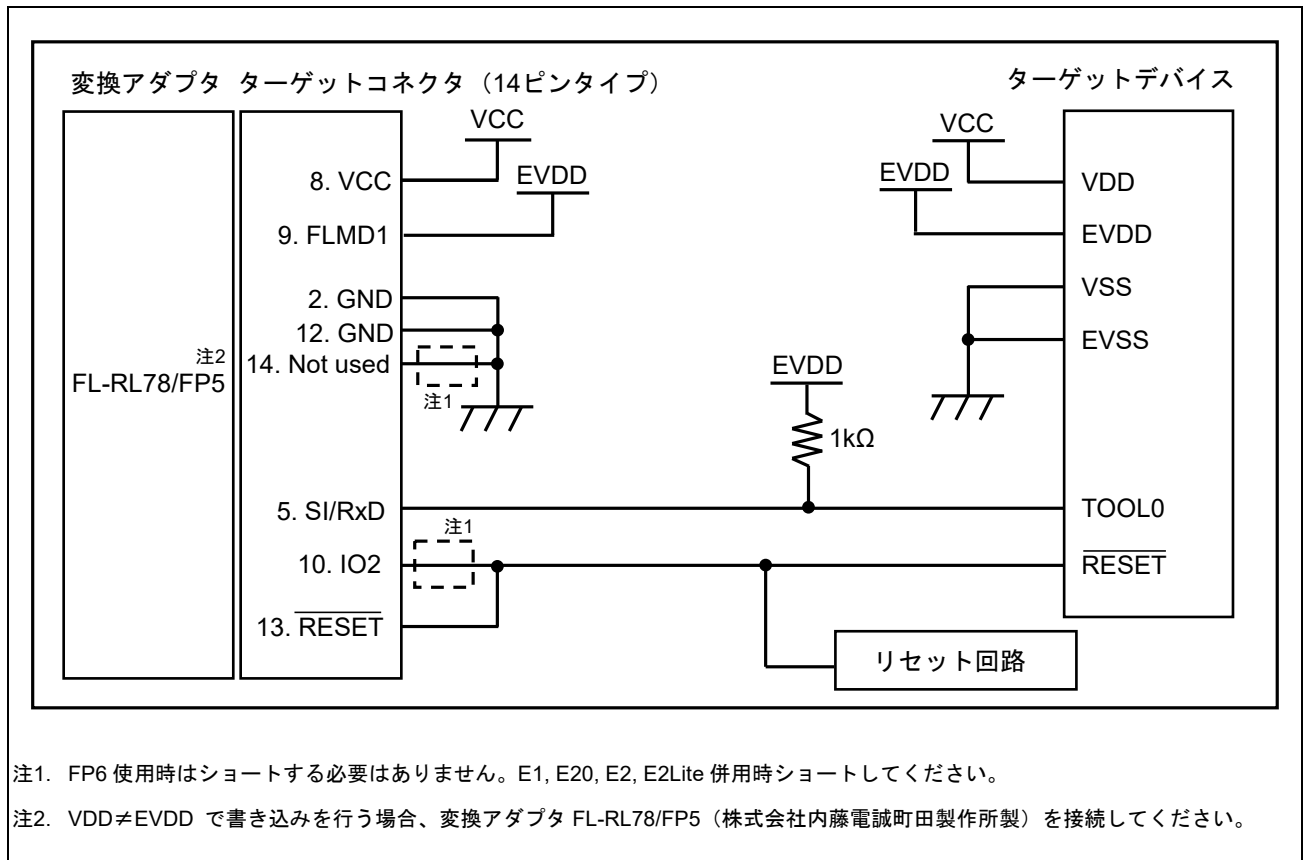 変換アダプタ ターゲットコネクタ（14ピンタイプ）
ターゲットデバイス
VCC
VCC
8. VCC
EVDD
EVDD
VDD
9. FLMD1
EVDD
2. GND
VSS
12. GND
EVSS
注2
14. Not used
FL-RL78/FP5
注1
EVDD
1kΩ
5. SI/RxD
TOOL0
注1
10. IO2
RESET
13. RESET
リセット回路
注1. FP6 使用時はショートする必要はありません。E1, E20, E2, E2Lite 併用時ショートしてください。
注2. VDD≠EVDD で書き込みを行う場合、変換アダプタ FL-RL78/FP5（株式会社内藤電誠町田製作所製）を接続してください。